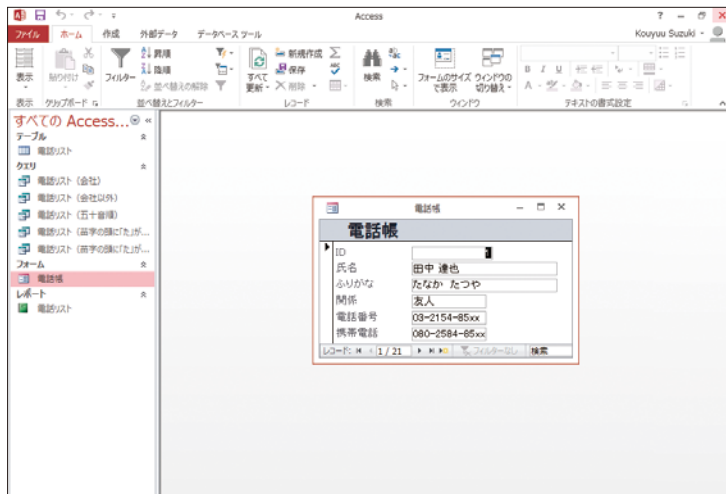 Access
ファイル ホーム 作成 外部データ データベース ツール
Kouyuu Suzuki
表示
貼り付け
フィルター
昇順
降順
並べ替えの解除
すべて更新
新規作成
保存
削除
検索
フォームのサイズで表示
ウィンドウの切り替え
B I U
A
表示 クリップボード 並べ替えとフィルター レコード 検索 ウィンドウ テキストの書式設定
すべての Access...
テーブル
電話リスト
クエリ
電話リスト（会社）
電話リスト（会社以外）
電話リスト（五十音順）
電話リスト（苗字の頭に「た」が...
電話リスト（苗字の頭に「た」が...
フォーム
電話帳
レポート
電話リスト
電話帳
電話帳
ID
氏名 田中 達也
ふりがな たなか たつや
関係 友人
電話番号 03-2154-85xx
携帯電話 080-2584-85xx
レコード: 1 / 21 フィルターなし 検索